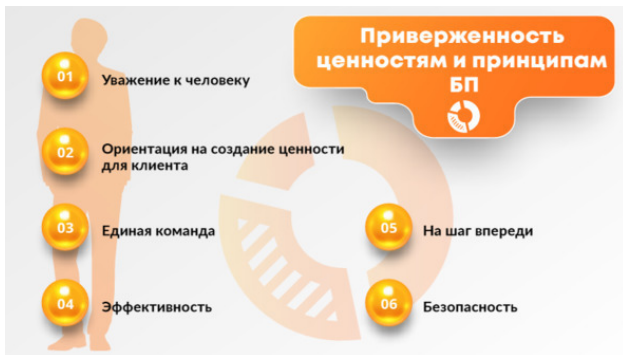 Приверженность
ценностям и принципам
БП
01
Уважение к человеку
02
Ориентация на создание ценности
для клиента
03
Единая команда
04
Эффективность
05
На шаг впереди
06
Безопасность